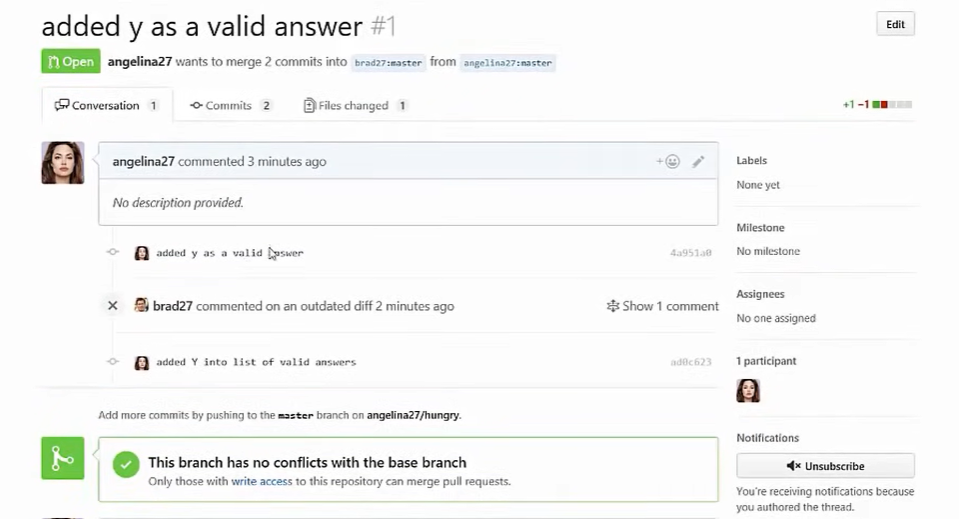 added y as a valid answer #1
Edit
Open angelina27 wants to merge 2 commits into brad27:master from angelina27:master
Conversation 1 Commits 2 Files changed 1
+1 −1
angelina27 commented 3 minutes ago
No description provided.
added y as a valid answer 4a951a0
brad27 commented on an outdated diff 2 minutes ago Show 1 comment
added Y into list of valid answers ad0c623
Add more commits by pushing to the master branch on angelina27/hungry.
This branch has no conflicts with the base branch
Only those with write access to this repository can merge pull requests.
Labels
None yet
Milestone
No milestone
Assignees
No one assigned
1 participant
Notifications
Unsubscribe
You're receiving notifications because
you authored the thread.